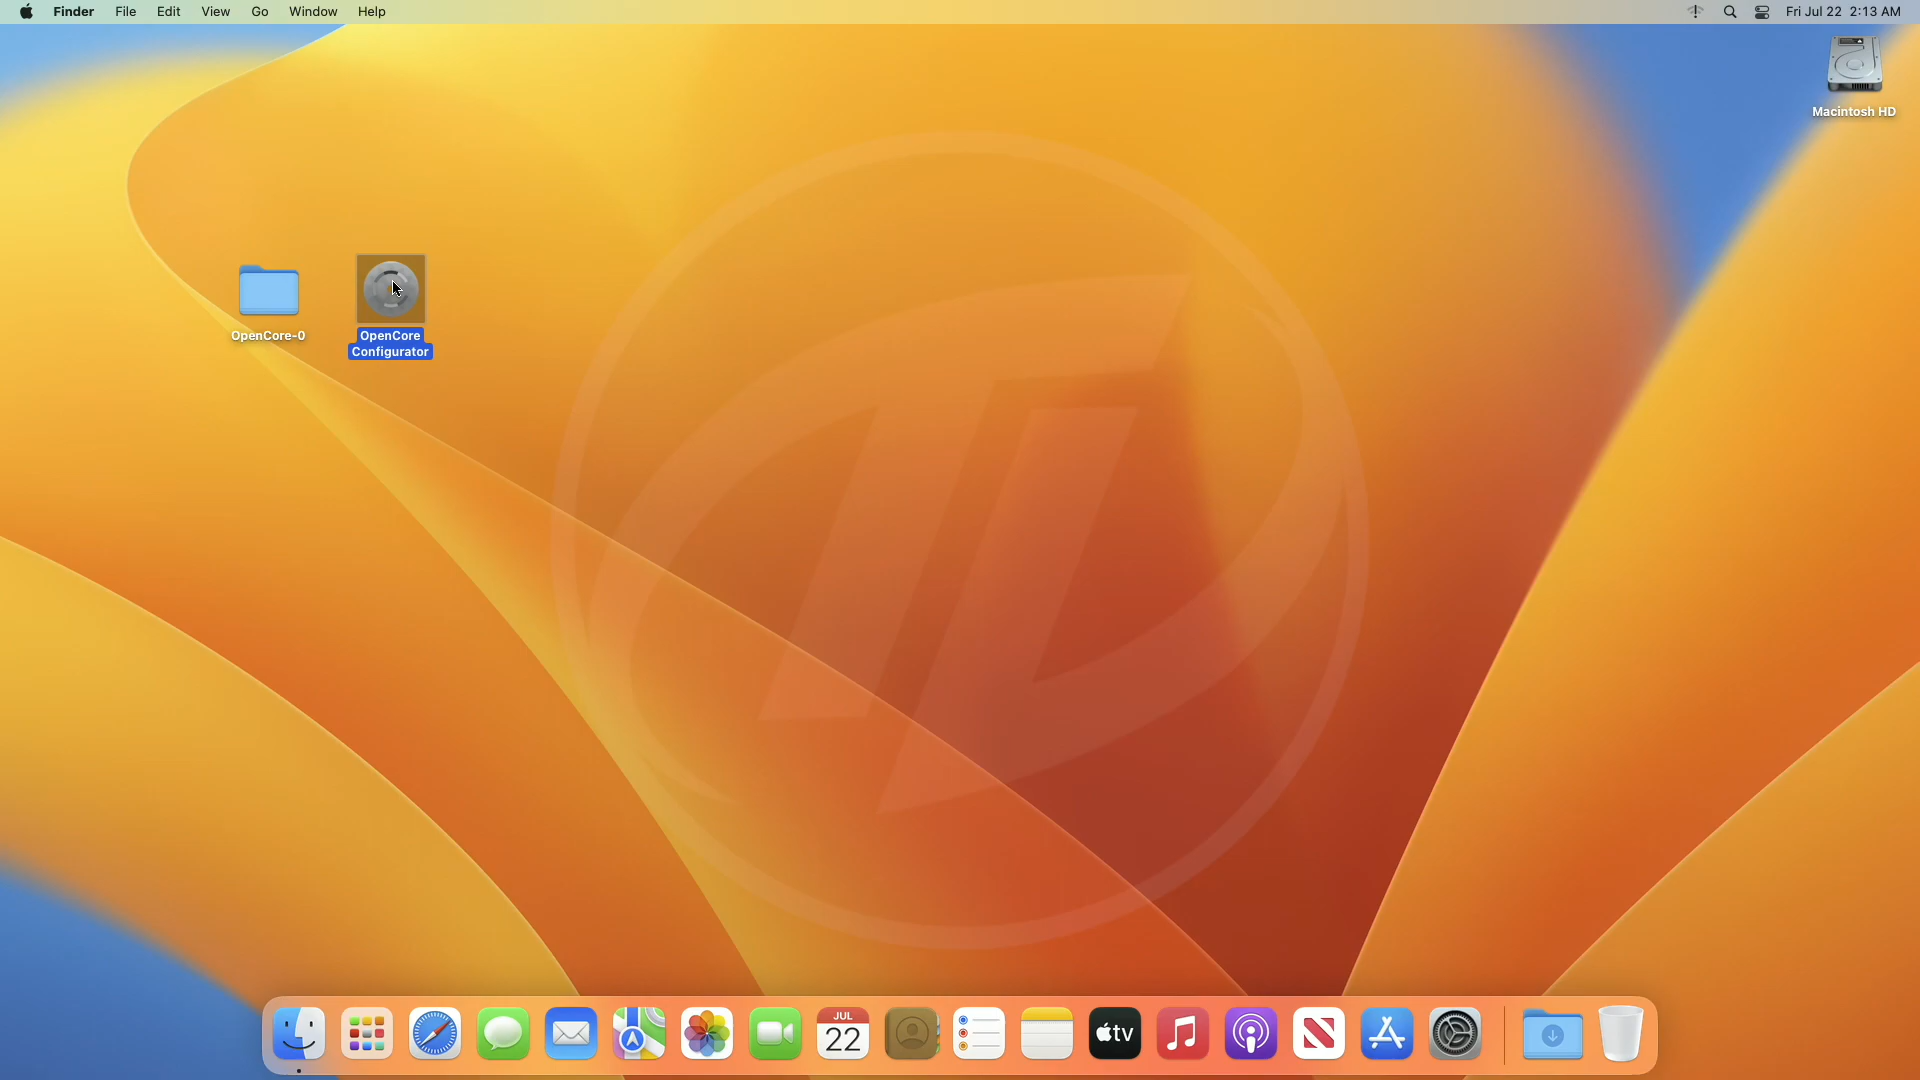 Finder File Edit View Go Window Help Fri Jul 22 2:13 AM
Macintosh HD
OpenCore-0
OpenCore
Configurator
JUL
22
tv